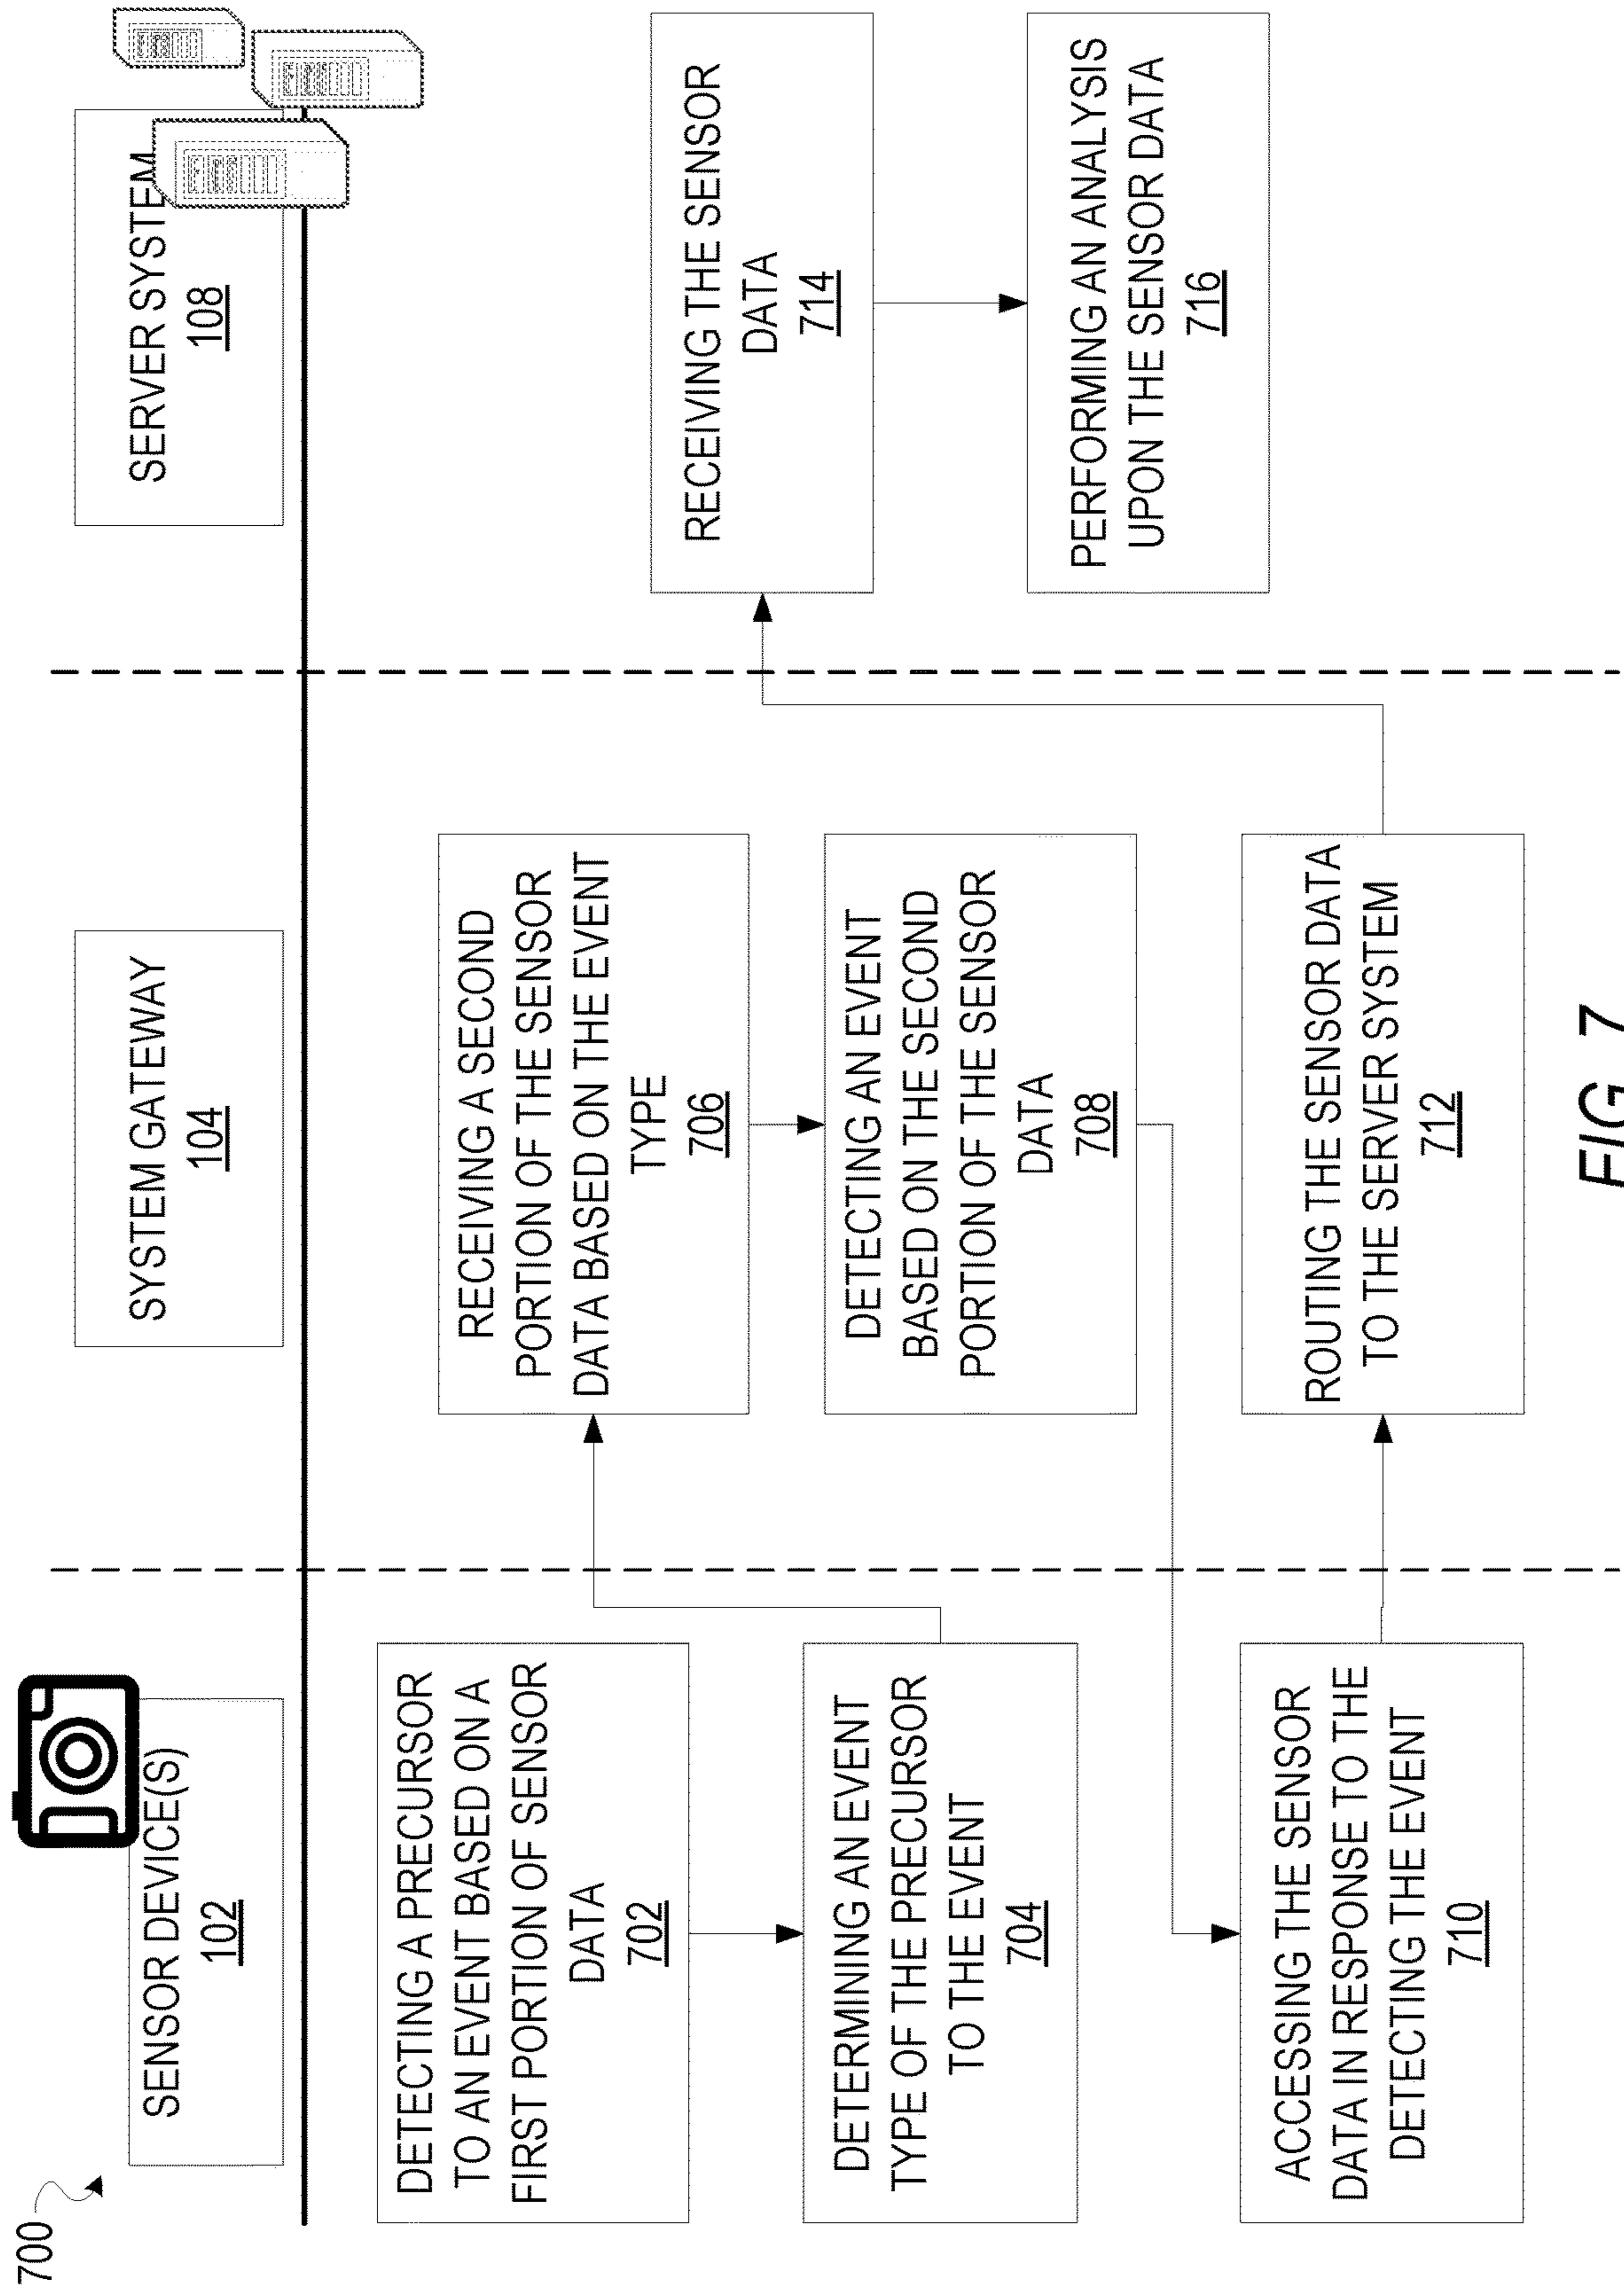 700
SENSOR DEVICE(S)
102
SYSTEM GATEWAY
104
SERVER SYSTEM
108
DETECTING A PRECURSOR
TO AN EVENT BASED ON A
FIRST PORTION OF SENSOR
DATA
702
DETERMINING AN EVENT
TYPE OF THE PRECURSOR
TO THE EVENT
704
RECEIVING A SECOND
PORTION OF THE SENSOR
DATA BASED ON THE EVENT
TYPE
706
DETECTING AN EVENT
BASED ON THE SECOND
PORTION OF THE SENSOR
DATA
708
ACCESSING THE SENSOR
DATA IN RESPONSE TO THE
DETECTING THE EVENT
710
ROUTING THE SENSOR DATA
TO THE SERVER SYSTEM
712
RECEIVING THE SENSOR
DATA
714
PERFORMING AN ANALYSIS
UPON THE SENSOR DATA
716
FIG 7